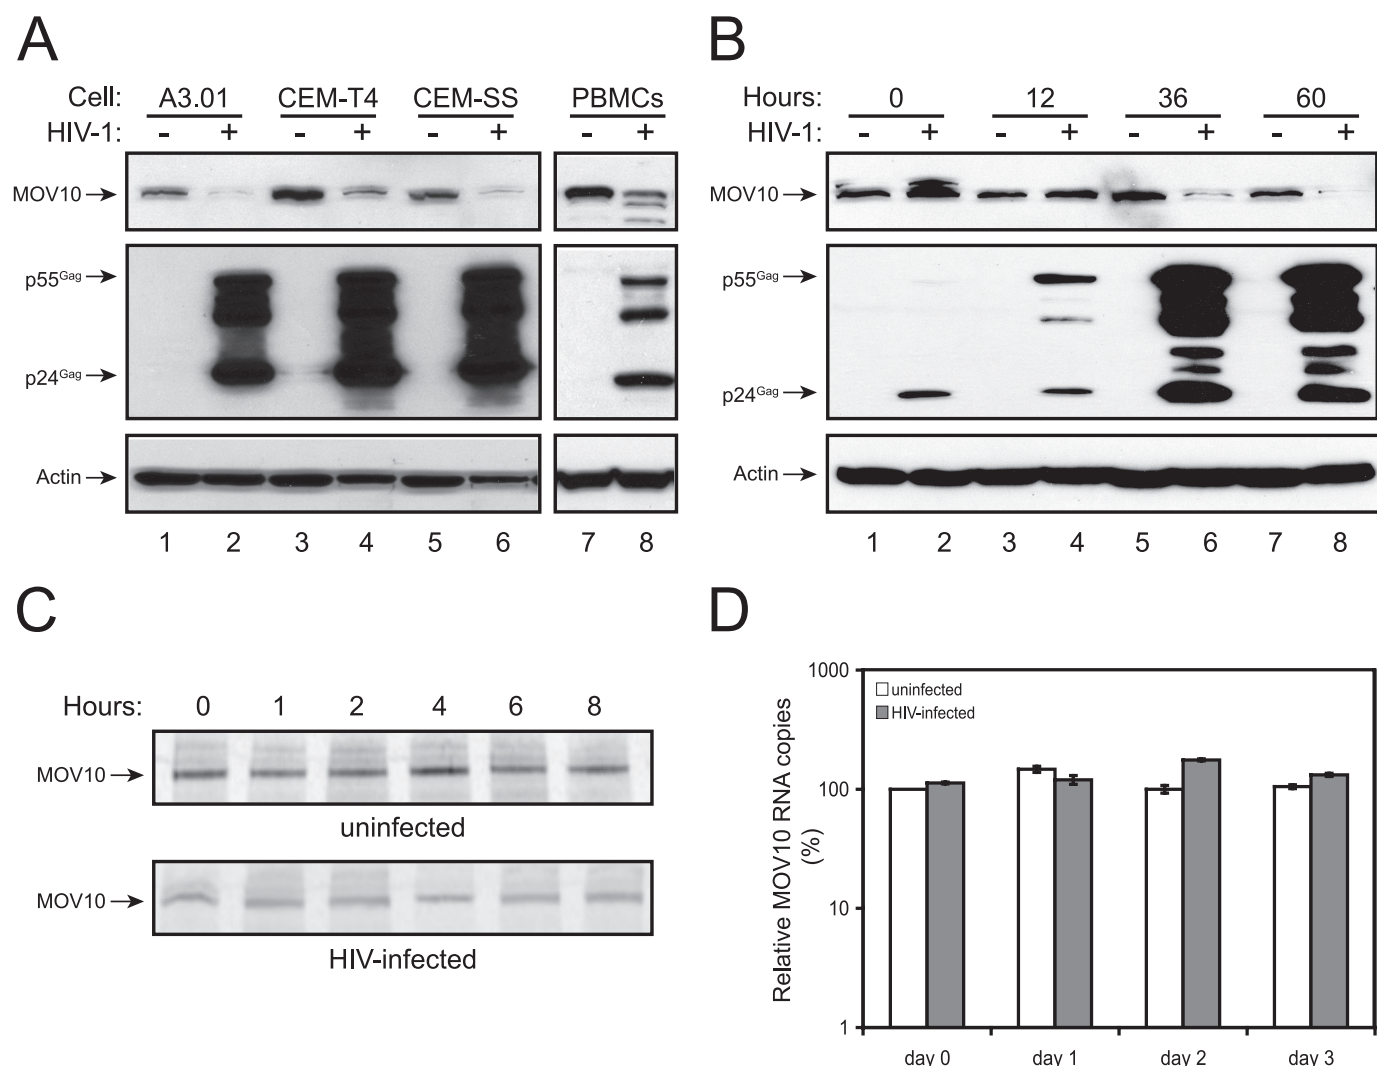 A
Cell: A3.01 CEM-T4 CEM-SS PBMCs
HIV-1: - + - + - + - +
MOV10
p55Gag
p24Gag
Actin
1 2 3 4 5 6 7 8
B
Hours: 0 12 36 60
HIV-1: - + - + - + - +
MOV10
p55Gag
p24Gag
Actin
1 2 3 4 5 6 7 8
C
Hours: 0 1 2 4 6 8
MOV10
uninfected
MOV10
HIV-infected
D
Relative MOV10 RNA copies
(%)
1000
100
10
1
uninfected
HIV-infected
day 0 day 1 day 2 day 3